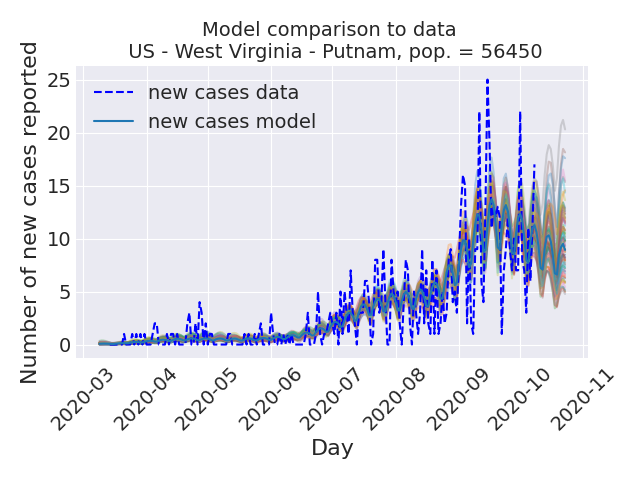 Model comparison to data
US - West Virginia - Putnam, pop. = 56450
Number of new cases reported
25
20
15
10
5
0
new cases data
new cases model
2020-03
2020-04
2020-05
2020-06
2020-07
2020-08
2020-09
2020-10
2020-11
Day